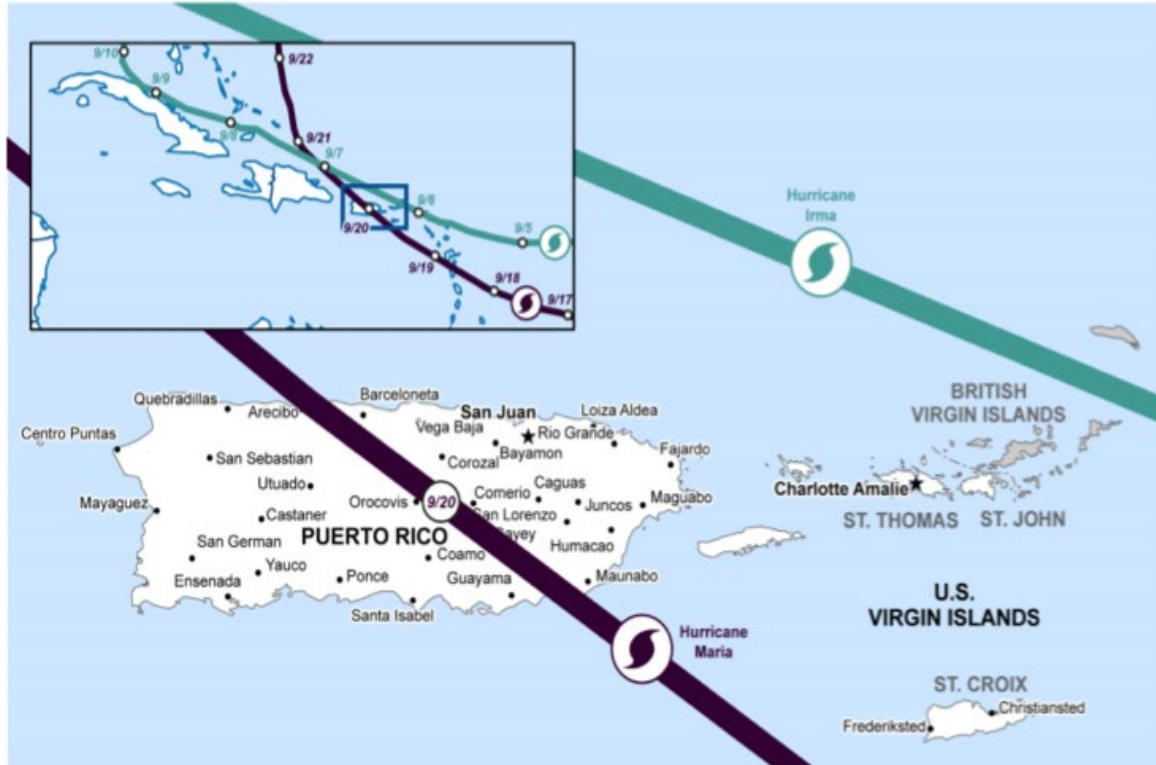 9/10
9/9
9/8
9/22
9/21
9/7
9/6
9/5
9/20
9/19
9/18
9/17
Hurricane
Irma
BRITISH
VIRGIN ISLANDS
Quebradillas
Arecibo
Barceloneta
San Juan
Loiza Aldea
Vega Baja
Rio Grande
Centro Puntas
San Sebastian
Corozal
Bayamon
Fajardo
Utuado
Caguas
Charlotte Amalie
Mayaguez
Orocovis
9/20
Comerio
Juncos
Maguabo
Castaner
San Lorenzo
ST. THOMAS
ST. JOHN
PUERTO RICO
San German
Coamo
Humacao
Yauco
Ensenada
Ponce
Guayama
Maunabo
Santa Isabel
U.S.
VIRGIN ISLANDS
Hurricane
Maria
ST. CROIX
Christiansted
Frederiksted